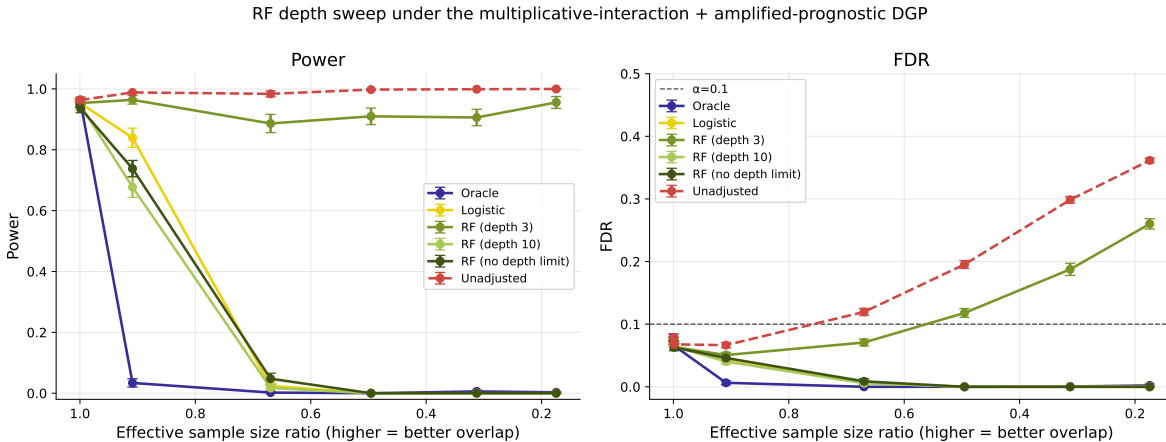 RF depth sweep under the multiplicative-interaction + amplified-prognostic DGP
Power
Power
1.0
0.8
0.6
0.4
0.2
0.0
Oracle
Logistic
RF (depth 3)
RF (depth 10)
RF (no depth limit)
Unadjusted
1.0
0.8
0.6
0.4
0.2
Effective sample size ratio (higher = better overlap)
FDR
FDR
0.5
0.4
0.3
0.2
0.1
0.0
α=0.1
Oracle
Logistic
RF (depth 3)
RF (depth 10)
RF (no depth limit)
Unadjusted
1.0
0.8
0.6
0.4
0.2
Effective sample size ratio (higher = better overlap)